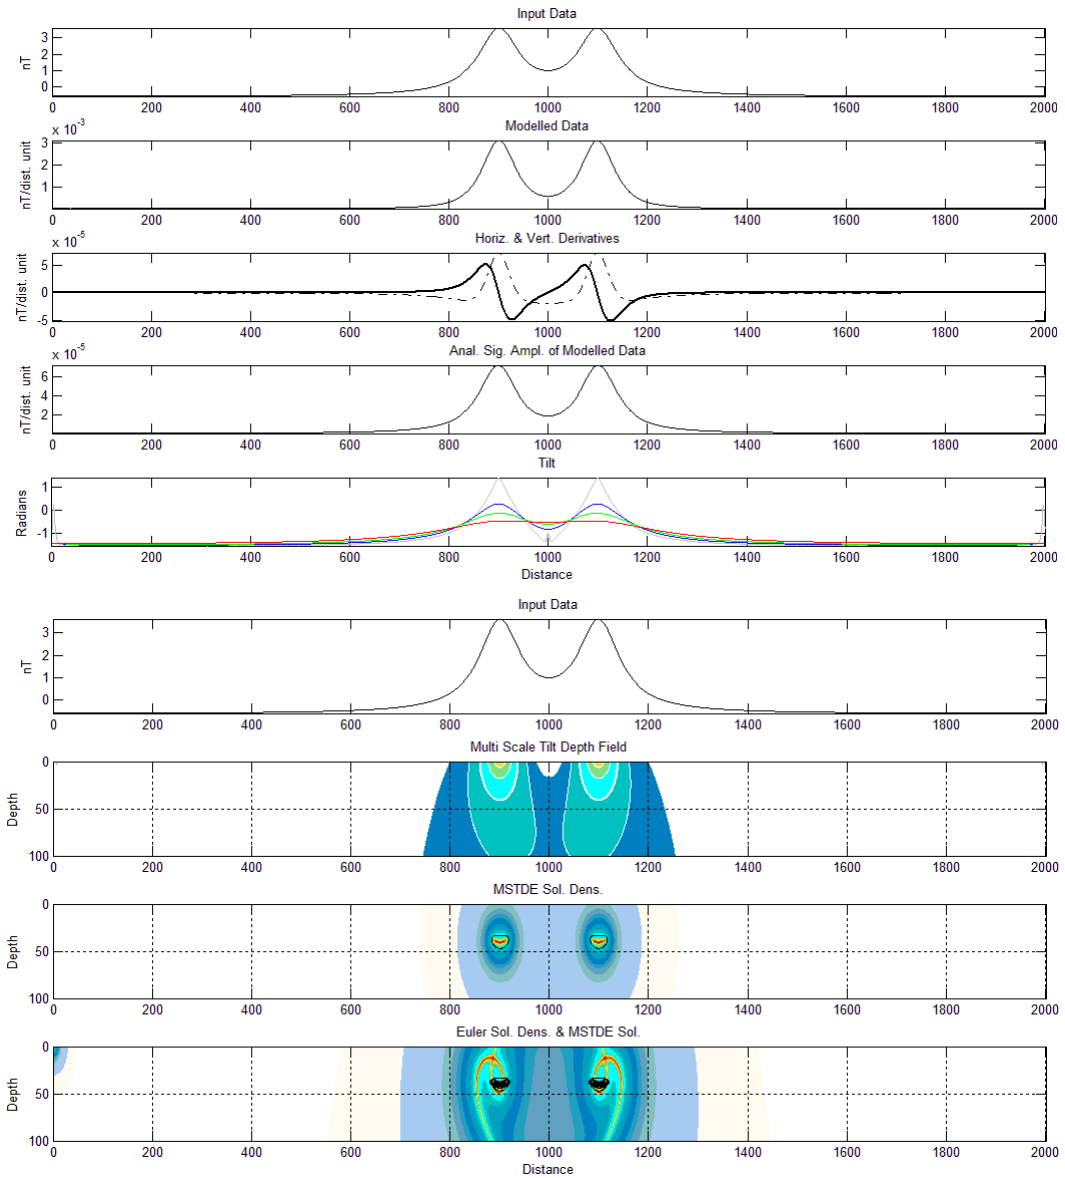 Input Data
3
2
1
0
nT
0 200 400 600 800 1000 1200 1400 1600 1800 2000
x 10^-3
Modelled Data
3
2
1
nT/dist. unit
0 200 400 600 800 1000 1200 1400 1600 1800 2000
x 10^-5
Horiz. & Vert. Derivatives
5
0
-5
nT/dist. unit
0 200 400 600 800 1000 1200 1400 1600 1800 2000
x 10^-5
Anal. Sig. Ampl. of Modelled Data
6
4
2
nT/dist. unit
0 200 400 600 800 1000 1200 1400 1600 1800 2000
Tilt
1
0
-1
Radians
0 200 400 600 800 1000 1200 1400 1600 1800 2000
Distance
Input Data
3
2
1
0
nT
0 200 400 600 800 1000 1200 1400 1600 1800 2000
Multi Scale Tilt Depth Field
0
50
100
Depth
0 200 400 600 800 1000 1200 1400 1600 1800 2000
MSTDE Sol. Dens.
0
50
100
Depth
0 200 400 600 800 1000 1200 1400 1600 1800 2000
Euler Sol. Dens. & MSTDE Sol.
0
50
100
Depth
0 200 400 600 800 1000 1200 1400 1600 1800 2000
Distance